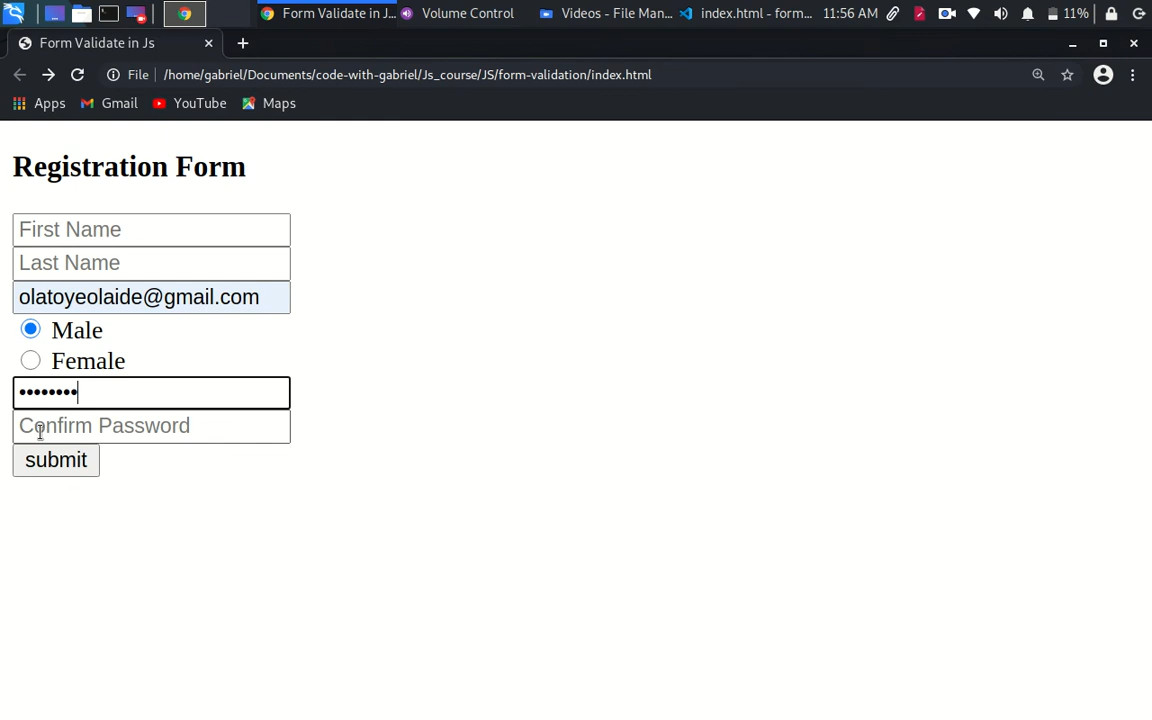 Form Validate in J... Volume Control Videos - File Man... index.html - form... 11:56 AM 11%
Form Validate in Js
File /home/gabriel/Documents/code-with-gabriel/Js_course/JS/form-validation/index.html
Apps Gmail YouTube Maps
Registration Form
First Name
Last Name
olatoyeolaide@gmail.com
Male
Female
••••••••
Confirm Password
submit